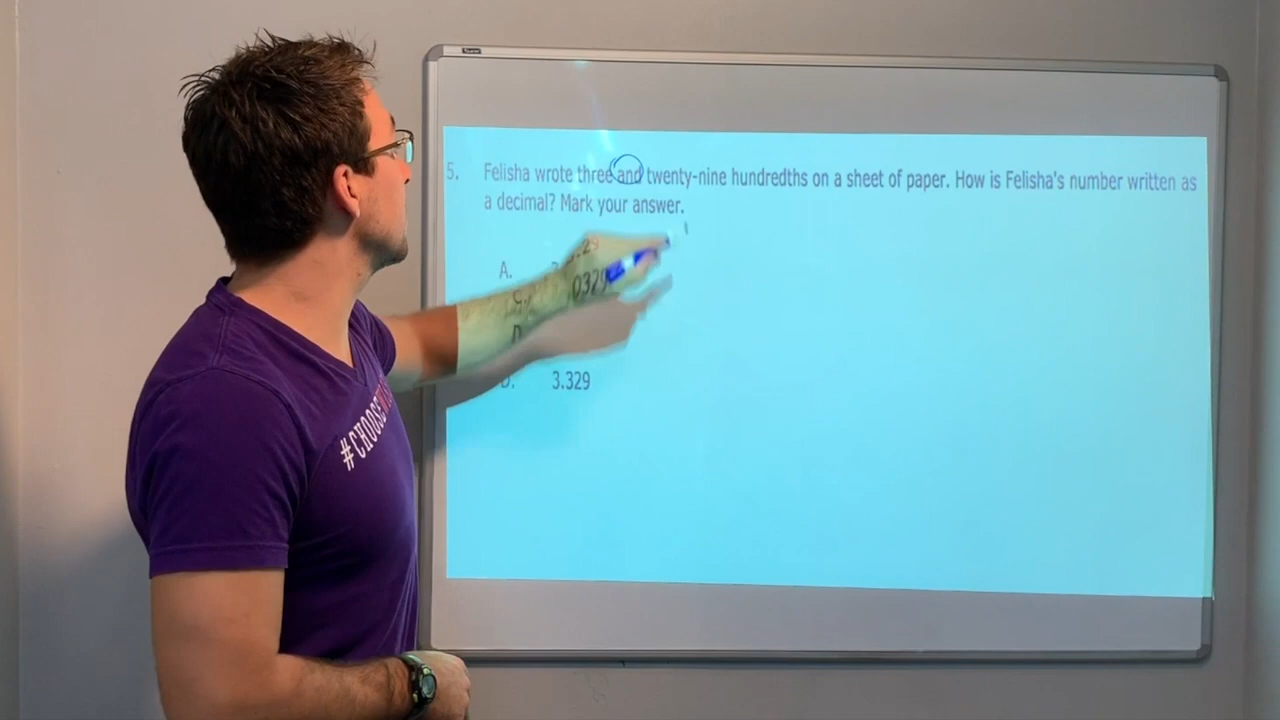 5. Felisha wrote three and twenty-nine hundredths on a sheet of paper. How is Felisha's number written as
a decimal? Mark your answer.
A.
D. 3.329
#CHOOSE